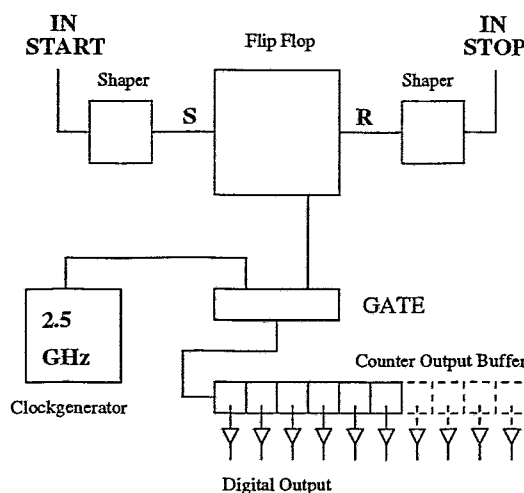 IN
START
Flip Flop
IN
STOP
Shaper
Shaper
S
R
2.5
GHz
GATE
Counter Output Buffer
Clockgenerator
Digital Output